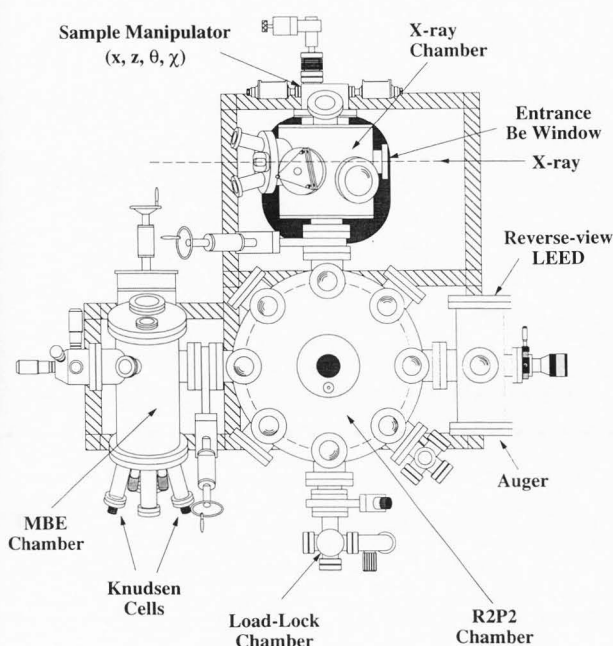 Sample Manipulator
(x, z, θ, χ)
X-ray
Chamber
Entrance
Be Window
X-ray
Reverse-view
LEED
Auger
MBE
Chamber
Knudsen
Cells
Load-Lock
Chamber
R2P2
Chamber